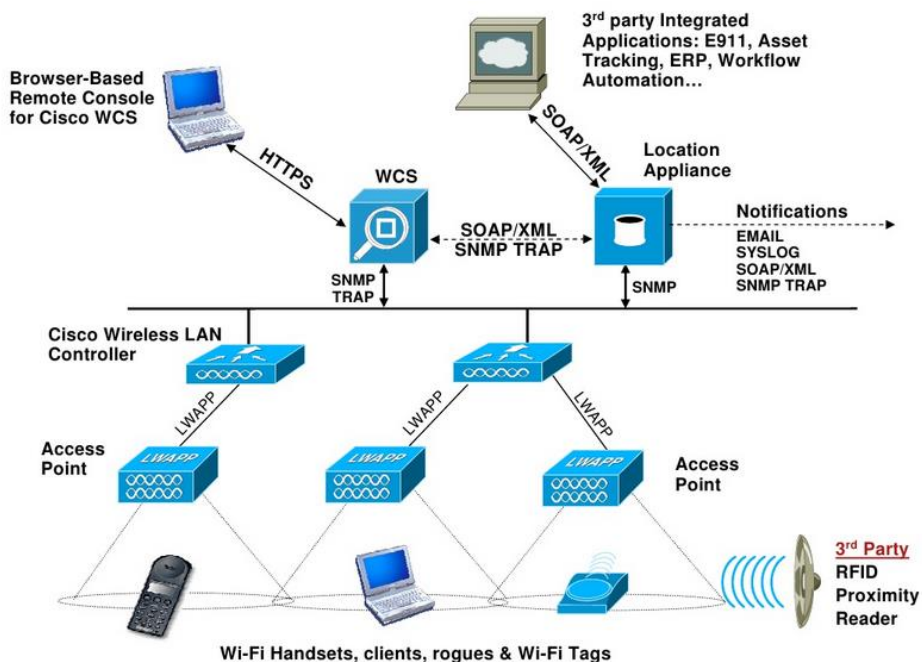 3rd party Integrated
Applications: E911, Asset
Tracking, ERP, Workflow
Automation...
Browser-Based
Remote Console
for Cisco WCS
SOAP/XML
HTTPS
WCS
Location
Appliance
SOAP/XML
SNMP TRAP
Notifications
EMAIL
SYSLOG
SOAP/XML
SNMP TRAP
SNMP
TRAP
SNMP
Cisco Wireless LAN
Controller
LWAPP
LWAPP
LWAPP
Access
Point
LWAPP
LWAPP
LWAPP
Access
Point
3rd Party
RFID
Proximity
Reader
Wi-Fi Handsets, clients, rogues & Wi-Fi Tags